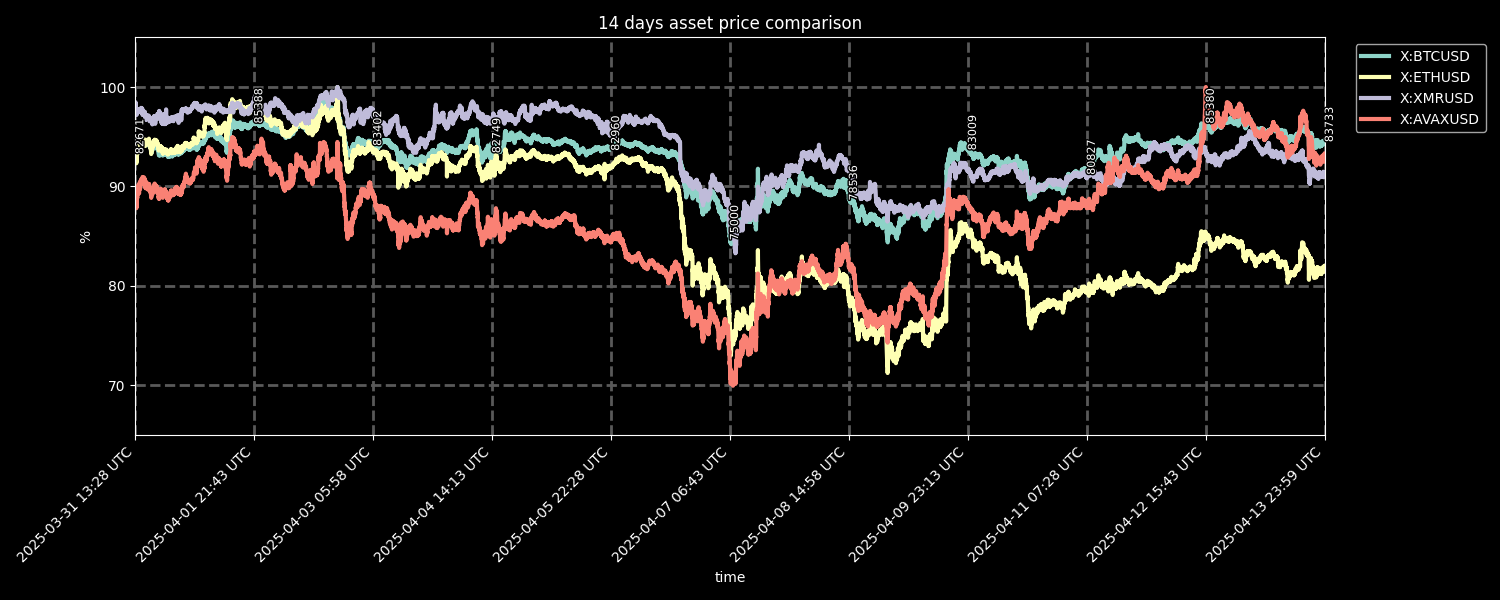 14 days asset price comparison
X:BTCUSD
X:ETHUSD
X:XMRUSD
X:AVAXUSD
100
90
80
70
%
82671
85388
83402
82749
82960
75000
78536
83009
80827
85380
83733
2025-03-31 13:28 UTC
2025-04-01 21:43 UTC
2025-04-03 05:58 UTC
2025-04-04 14:13 UTC
2025-04-05 22:28 UTC
2025-04-07 06:43 UTC
2025-04-08 14:58 UTC
2025-04-09 23:13 UTC
2025-04-11 07:28 UTC
2025-04-12 15:43 UTC
2025-04-13 23:59 UTC
time